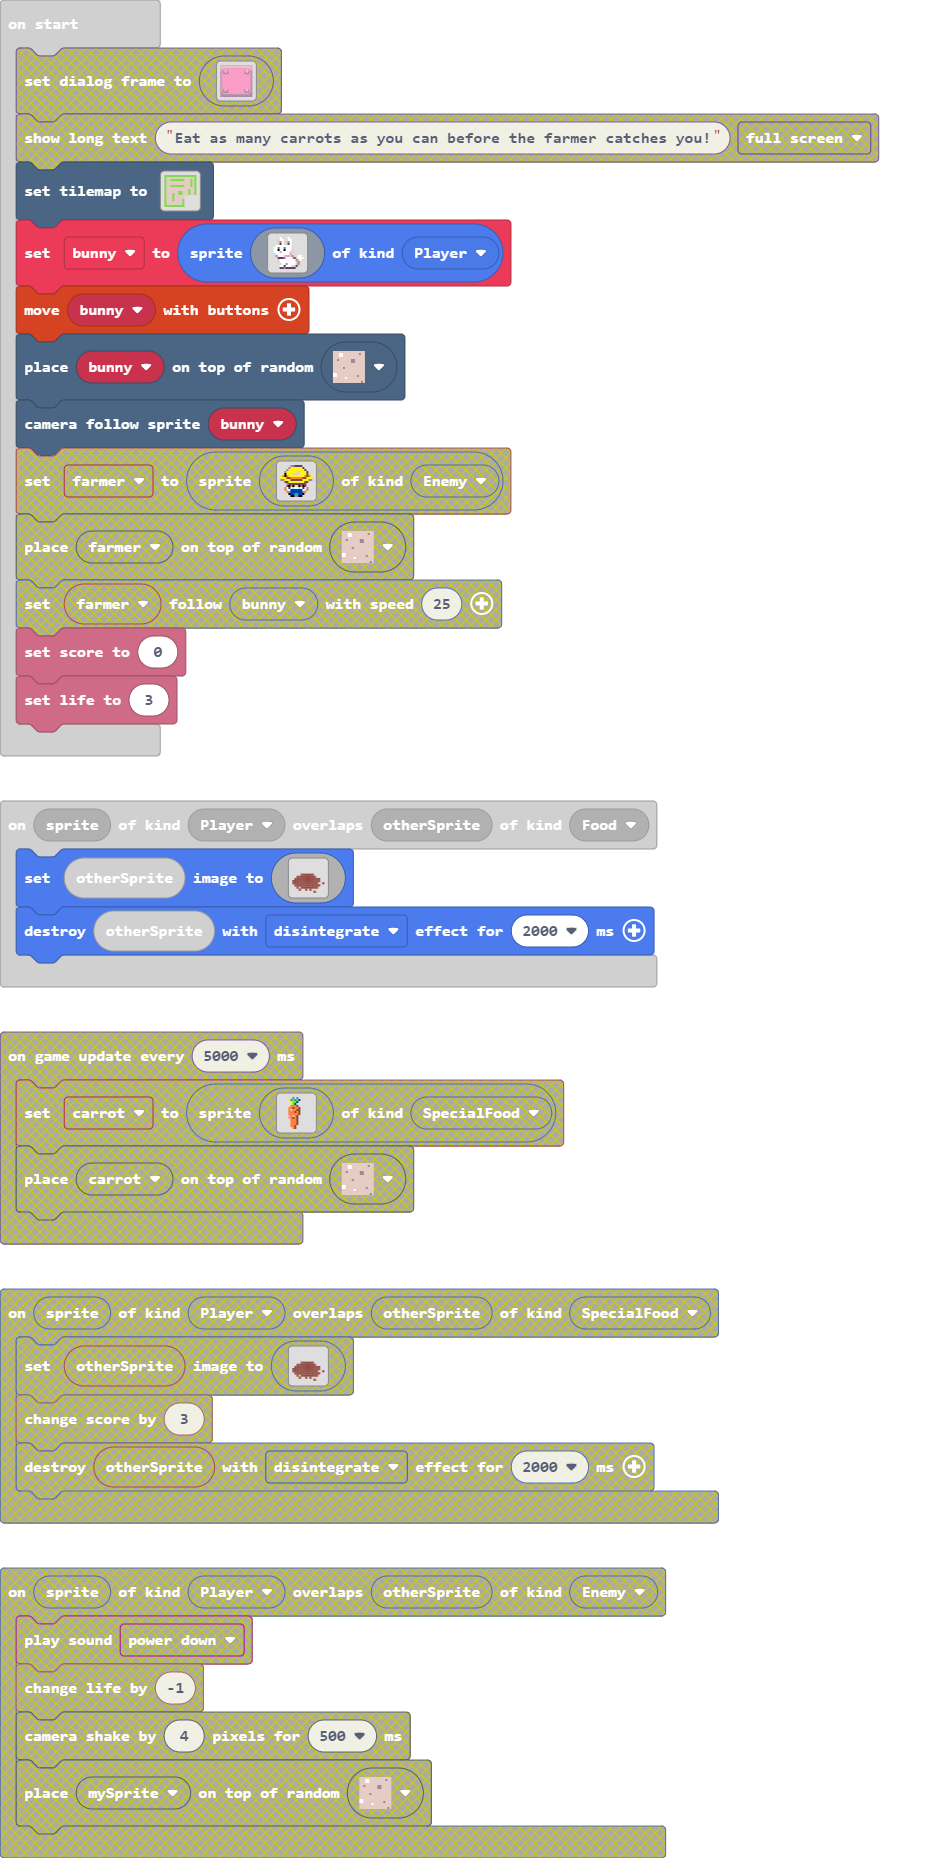 on start
set dialog frame to
show long text "Eat as many carrots as you can before the farmer catches you!" full screen
set tilemap to
set bunny to sprite of kind Player
move bunny with buttons
place bunny on top of random
camera follow sprite bunny
set farmer to sprite of kind Enemy
place farmer on top of random
set farmer follow bunny with speed 25
set score to 0
set life to 3
on sprite of kind Player overlaps otherSprite of kind Food
set otherSprite image to
destroy otherSprite with disintegrate effect for 2000 ms
on game update every 5000 ms
set carrot to sprite of kind SpecialFood
place carrot on top of random
on sprite of kind Player overlaps otherSprite of kind SpecialFood
set otherSprite image to
change score by 3
destroy otherSprite with disintegrate effect for 2000 ms
on sprite of kind Player overlaps otherSprite of kind Enemy
play sound power down
change life by -1
camera shake by 4 pixels for 500 ms
place mySprite on top of random